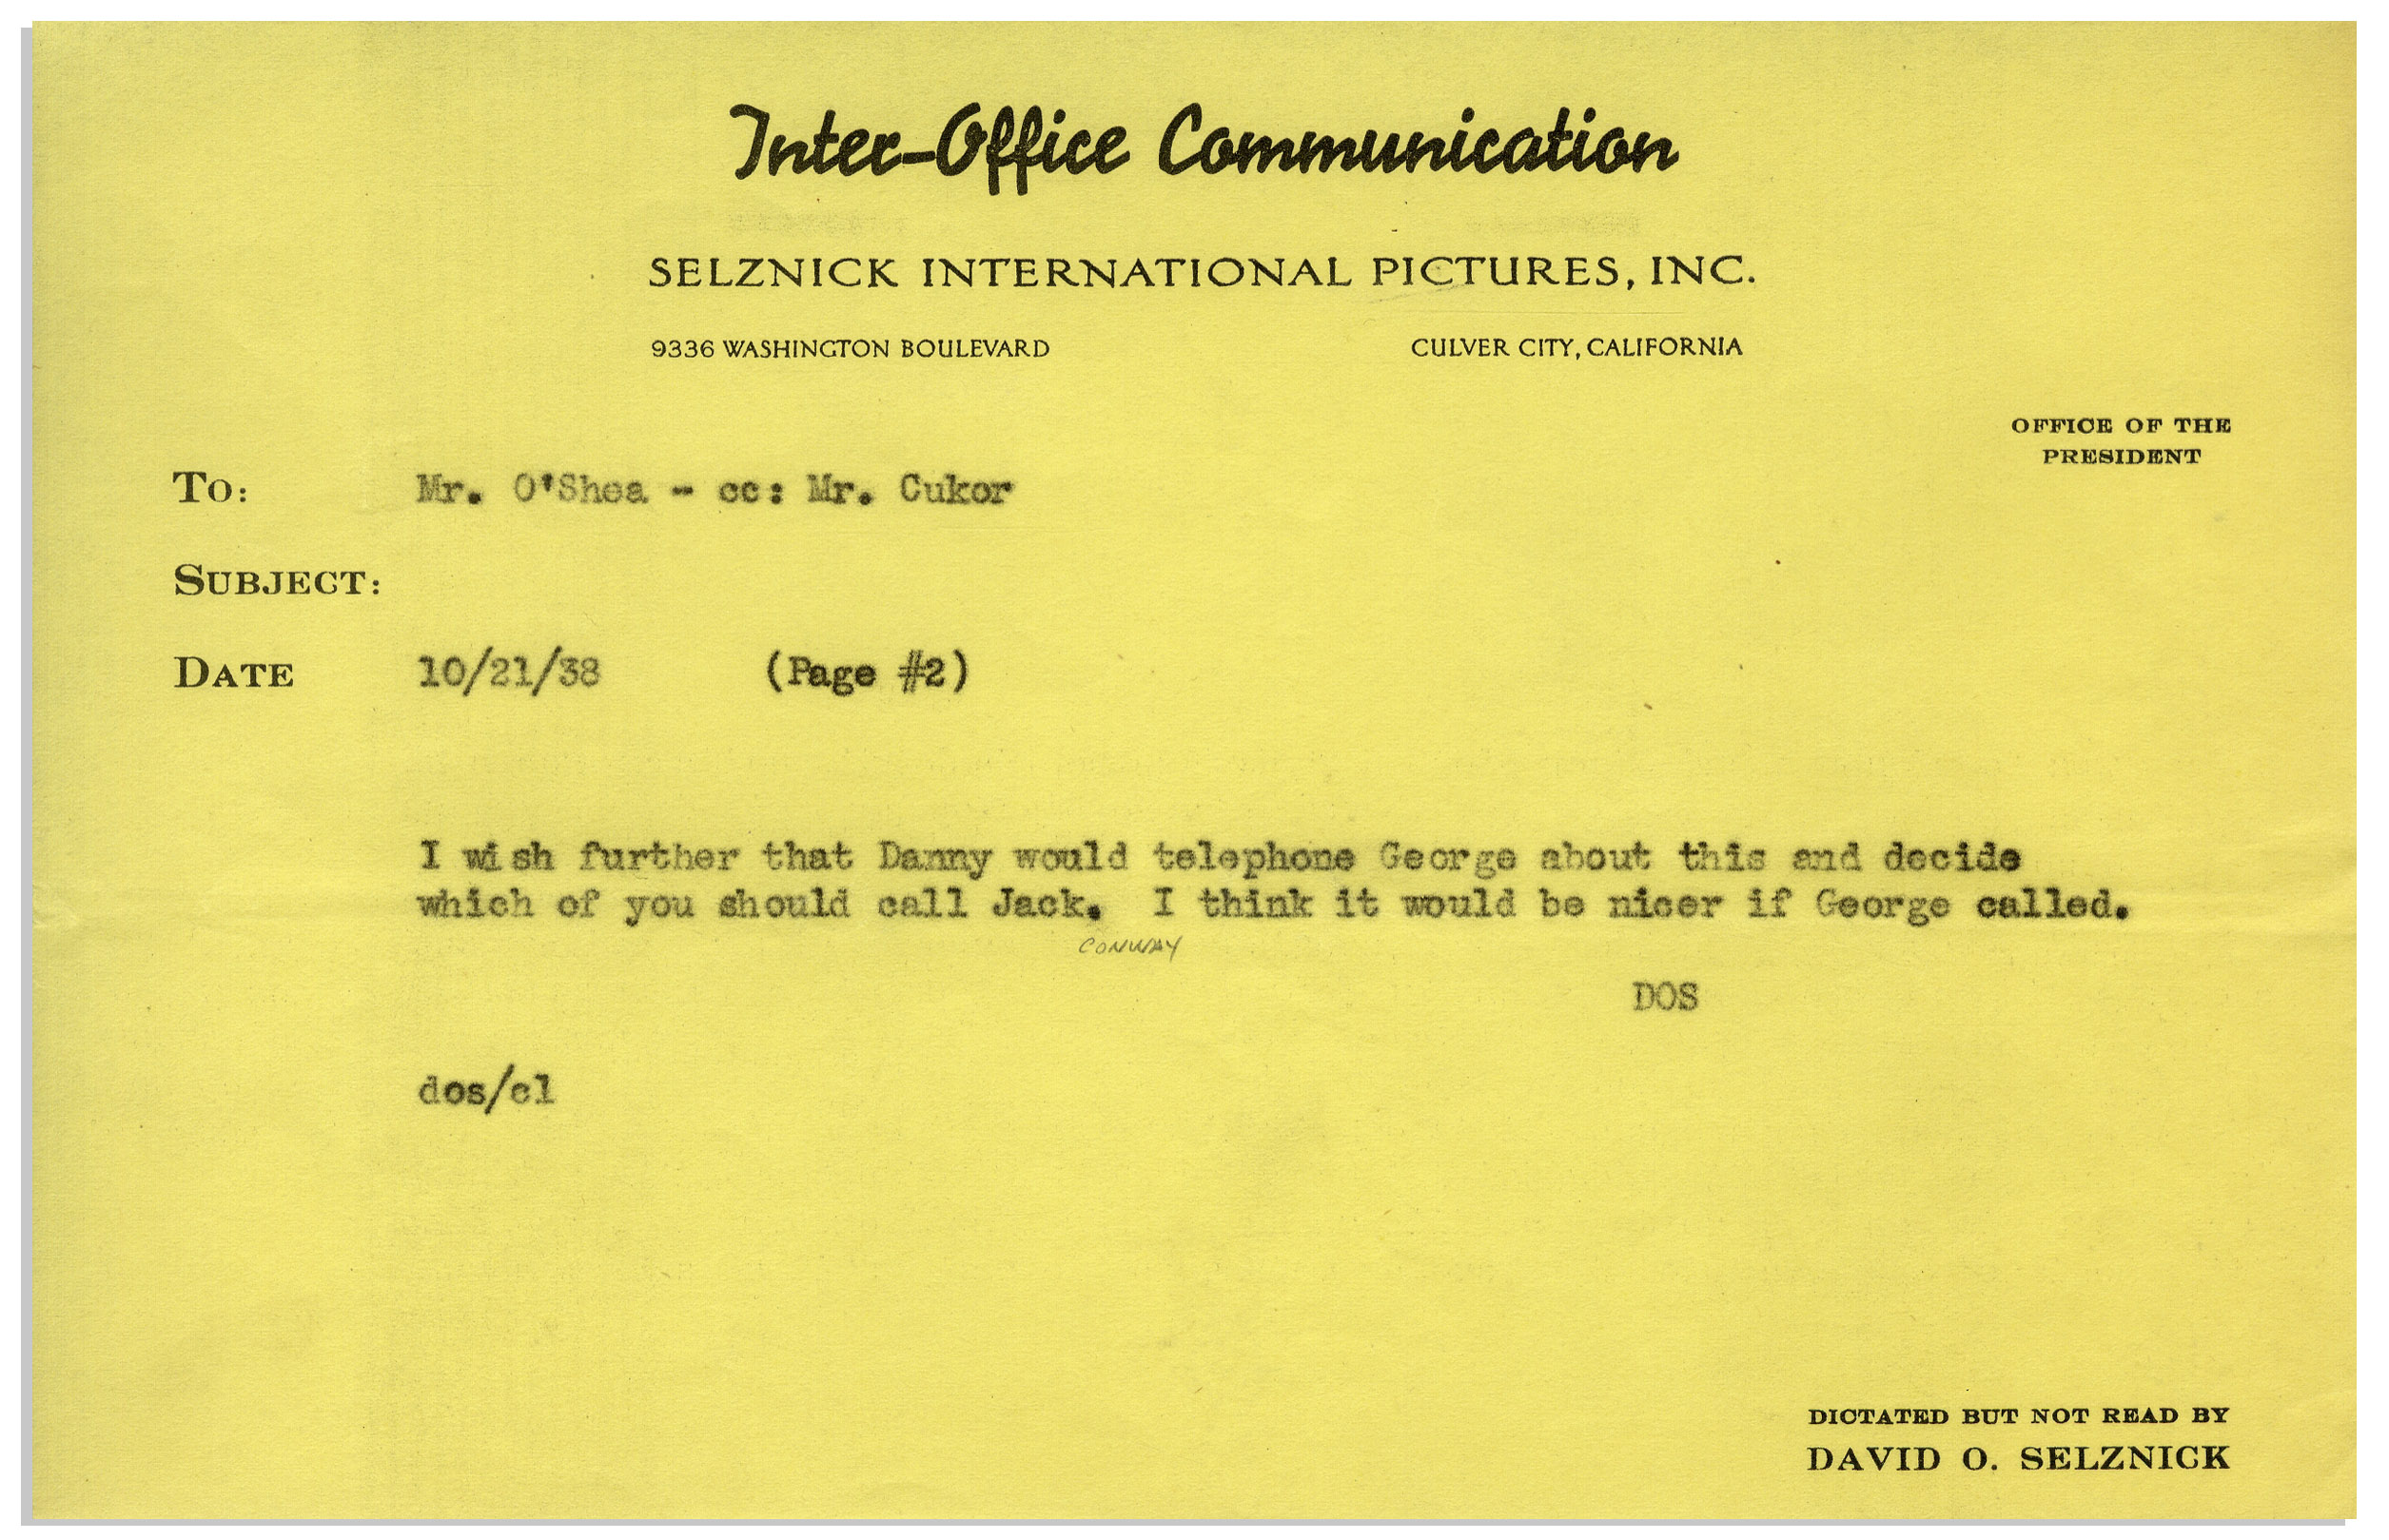 Inter-Office Communication
SELZNICK INTERNATIONAL PICTURES, INC.
9336 WASHINGTON BOULEVARD CULVER CITY, CALIFORNIA
OFFICE OF THE
PRESIDENT
TO: Mr. O'Shea - cc: Mr. Cukor
SUBJECT:
DATE 10/21/38 (Page #2)
I wish further that Danny would telephone George about this and decide
which of you should call Jack. I think it would be nicer if George called.
CONWAY
DOS
dos/cl
DICTATED BUT NOT READ BY
DAVID O. SELZNICK